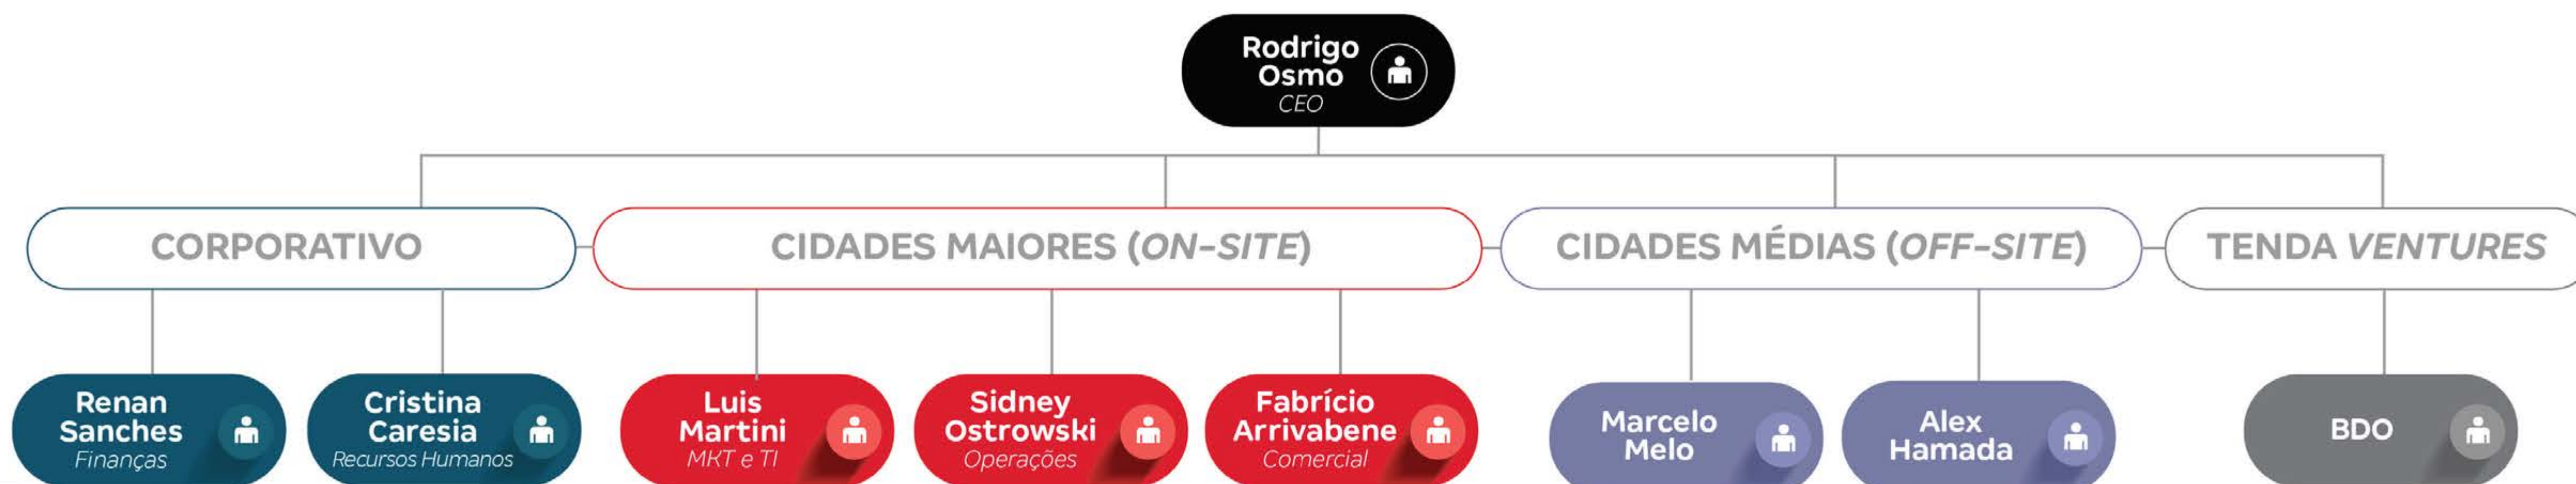 Rodrigo
Osmo
CEO
CORPORATIVO
CIDADES MAIORES (ON-SITE)
CIDADES MÉDIAS (OFF-SITE)
TENDA VENTURES
Renan
Sanches
Finanças
Cristina
Caresia
Recursos Humanos
Luis
Martini
MKT e TI
Sidney
Ostrowski
Operações
Fabrício
Arrivabene
Comercial
Marcelo
Melo
Alex
Hamada
BDO